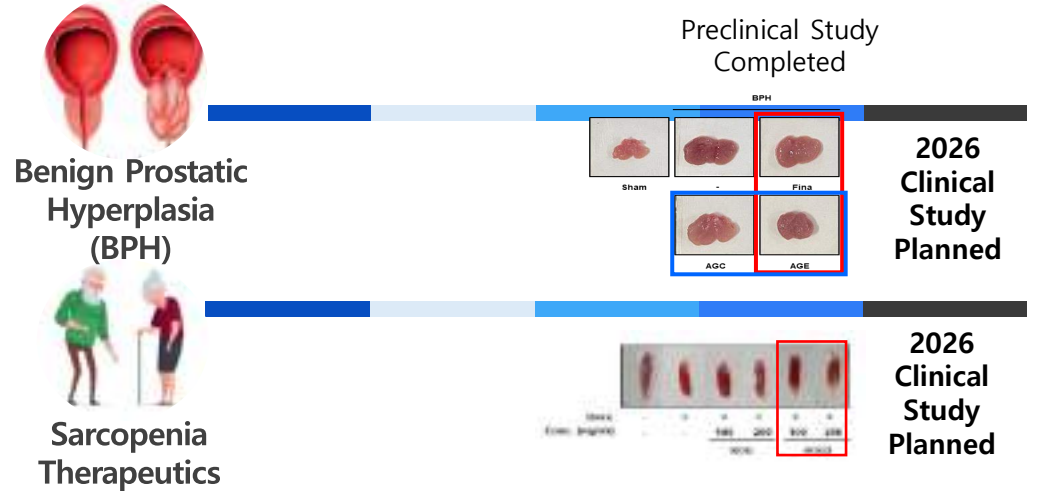 Preclinical Study
Completed
BPH
Sham
-
Fina
AGC
AGE
Benign Prostatic
Hyperplasia
(BPH)
2026
Clinical
Study
Planned
Sarcopenia
Therapeutics
2026
Clinical
Study
Planned